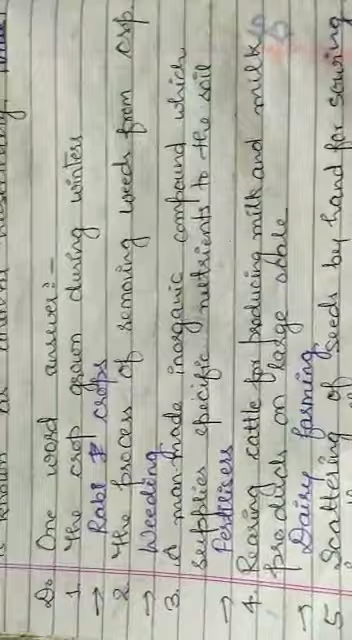 D. One word answer:-
1. The crop grown during winters
→ Rabi crops
2. The process of removing weeds from crop
→ Weeding
3. A man-made inorganic compound which
supplies specific nutrients to the soil
→ Fertilisers
4. Rearing cattle for producing milk and milk
products on large scale
→ Dairy farming
5. Scattering of seeds by hand for sowing